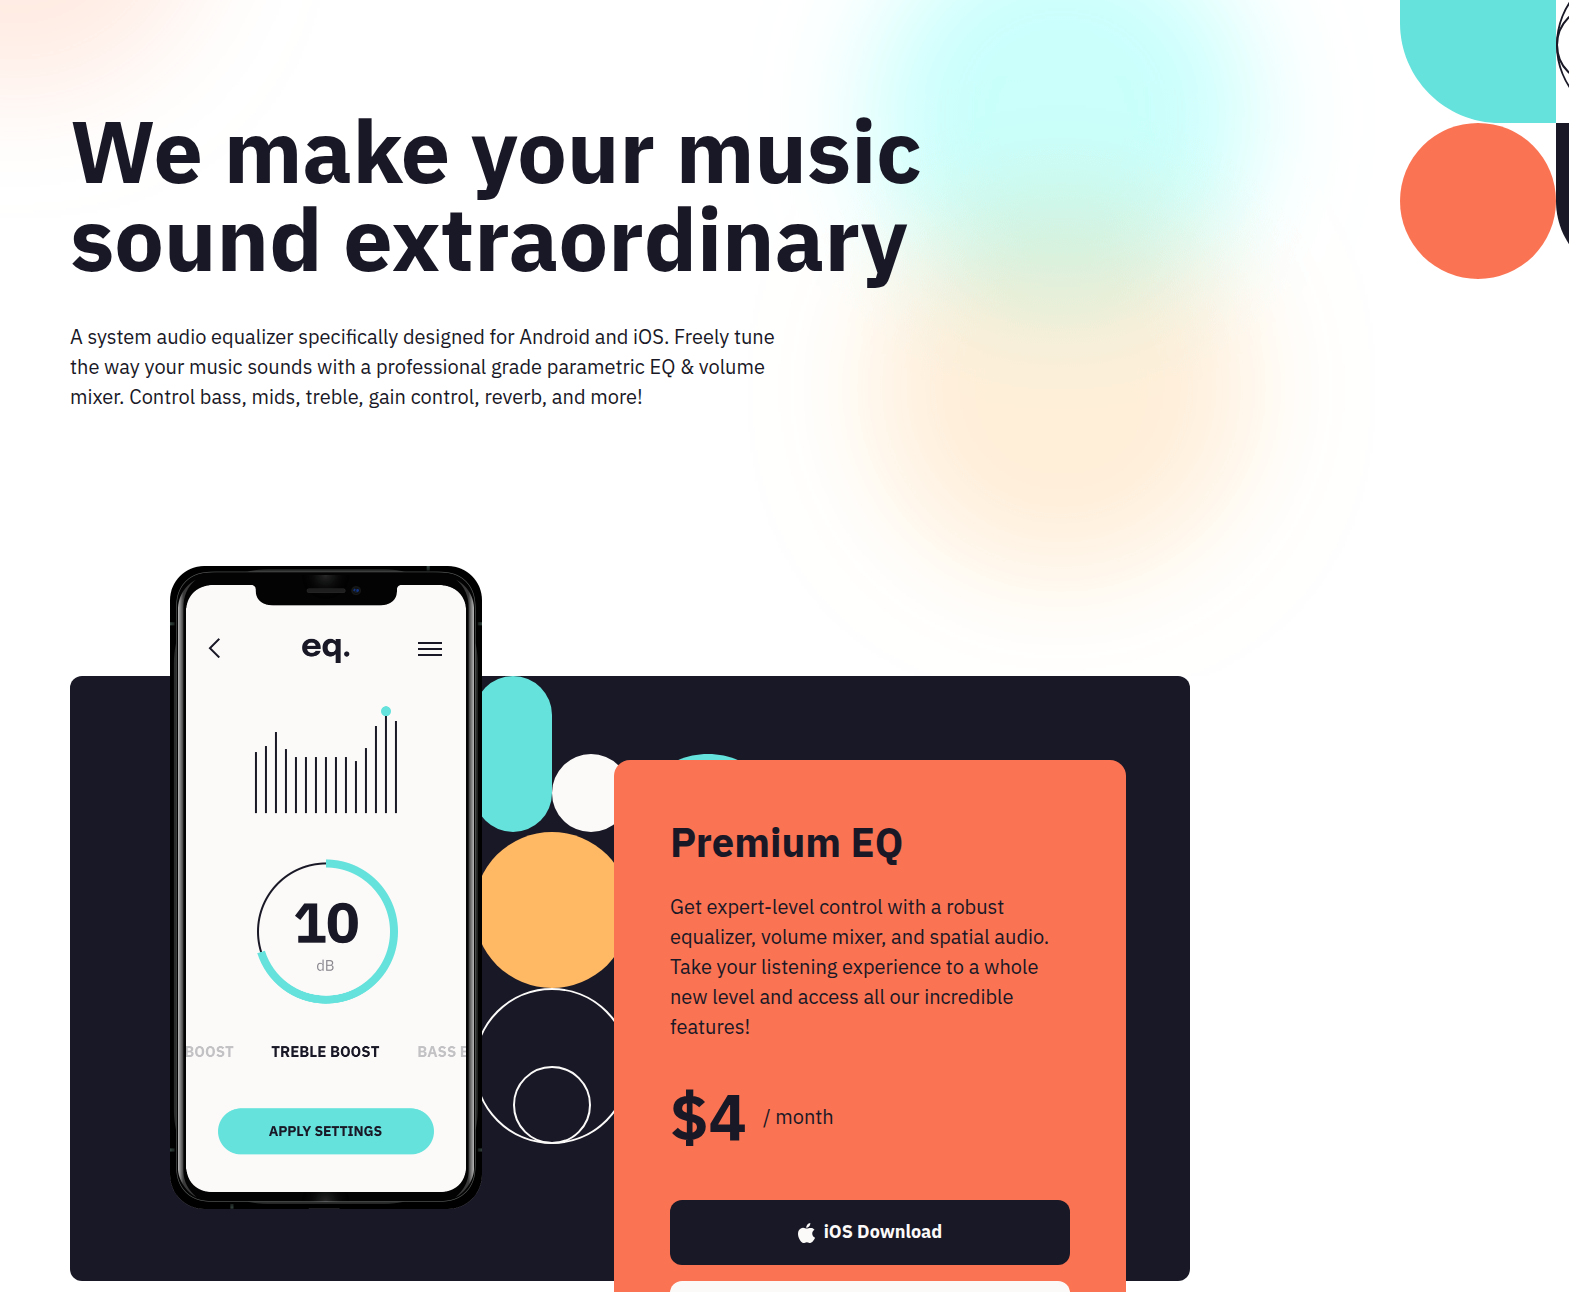 We make your music
sound extraordinary
A system audio equalizer specifically designed for Android and iOS. Freely tune
the way your music sounds with a professional grade parametric EQ & volume
mixer. Control bass, mids, treble, gain control, reverb, and more!
eq.
10
dB
BOOST TREBLE BOOST BASS B
APPLY SETTINGS
Premium EQ
Get expert-level control with a robust
equalizer, volume mixer, and spatial audio.
Take your listening experience to a whole
new level and access all our incredible
features!
$4 / month
iOS Download